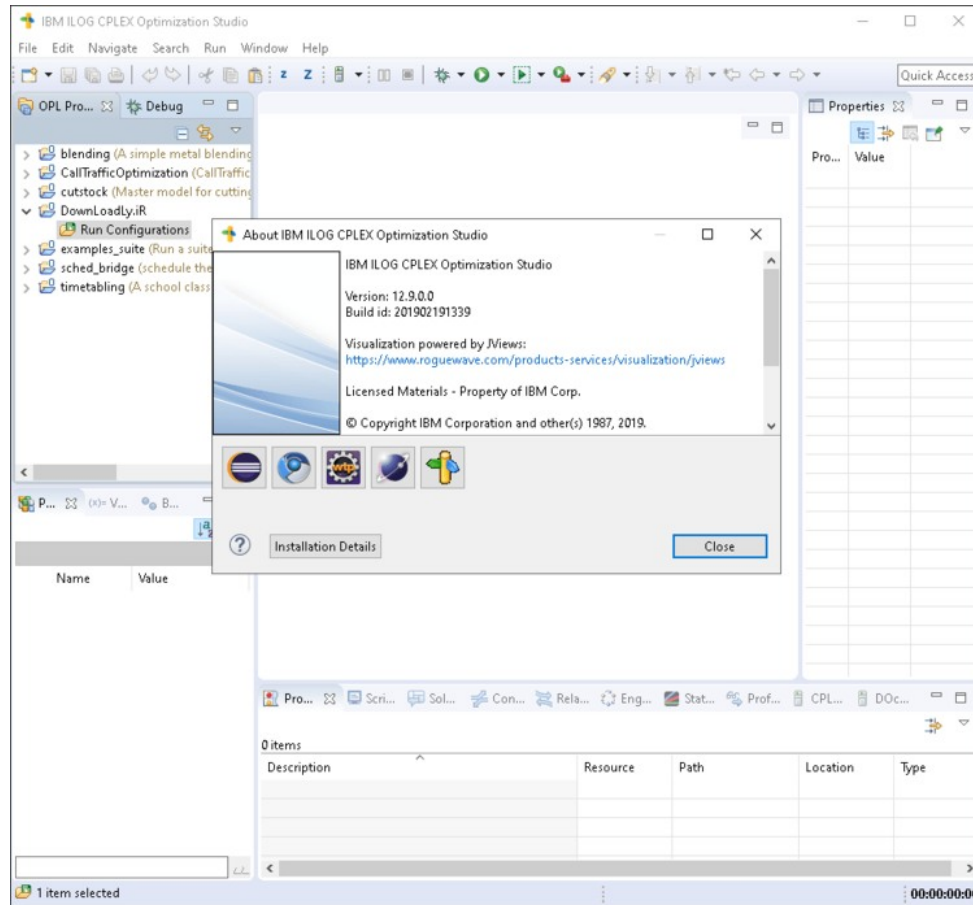 IBM ILOG CPLEX Optimization Studio
File Edit Navigate Search Run Window Help
Quick Access
OPL Pro... Debug
blending (A simple metal blending
CallTrafficOptimization (CallTraffic
cutstock (Master model for cutting
DownLoadLy.iR
Run Configurations
examples_suite (Run a suite
sched_bridge (schedule the
timetabling (A school class
Properties
Pro... Value
About IBM ILOG CPLEX Optimization Studio
IBM ILOG CPLEX Optimization Studio
Version: 12.9.0.0
Build id: 201902191339
Visualization powered by JViews:
https://www.roguewave.com/products-services/visualization/jviews
Licensed Materials - Property of IBM Corp.
© Copyright IBM Corporation and other(s) 1987, 2019.
wtp
Installation Details
Close
P... (x)= V... B...
Name Value
Pro... Scri... Sol... Con... Rela... Eng... Stat... Prof... CPL... DOc...
0 items
Description Resource Path Location Type
1 item selected
00:00:00:0